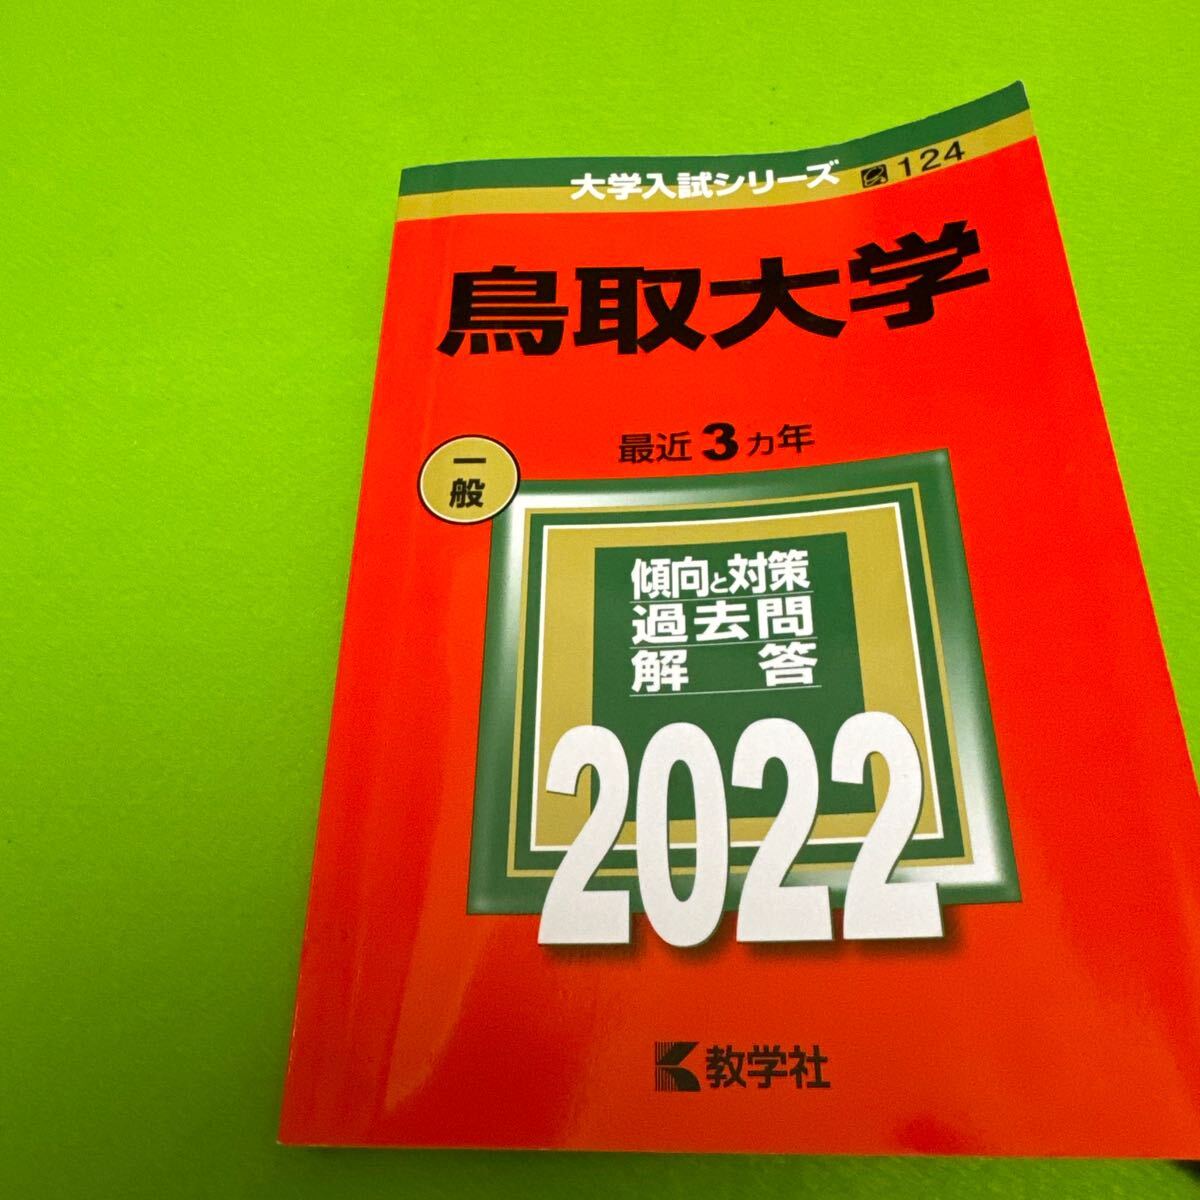 大学入試シリーズ 124
鳥取大学
最近3カ年
一般
傾向と対策
過去問
解答
2022
教学社